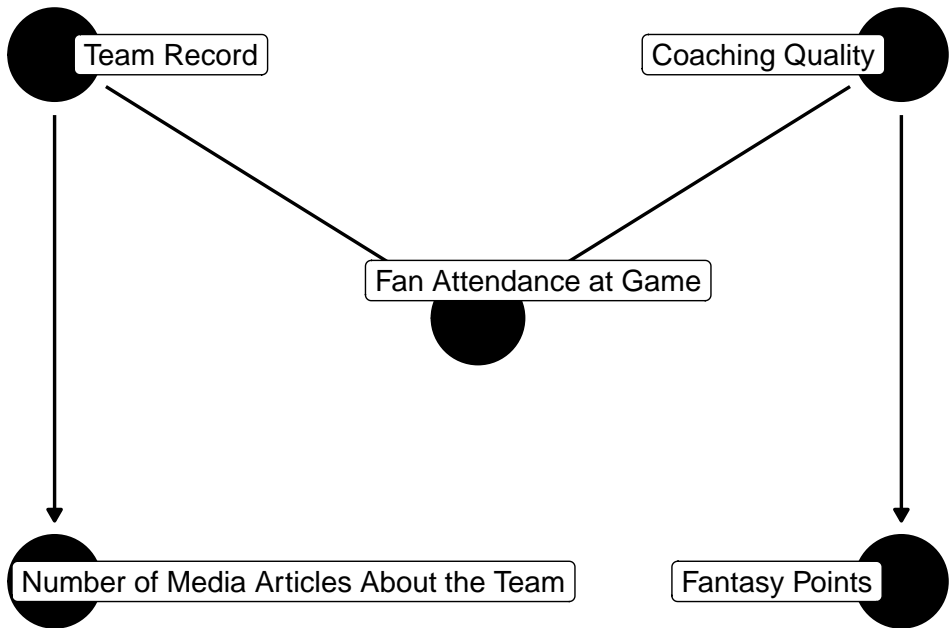 Team Record
Coaching Quality
Fan Attendance at Game
Number of Media Articles About the Team
Fantasy Points